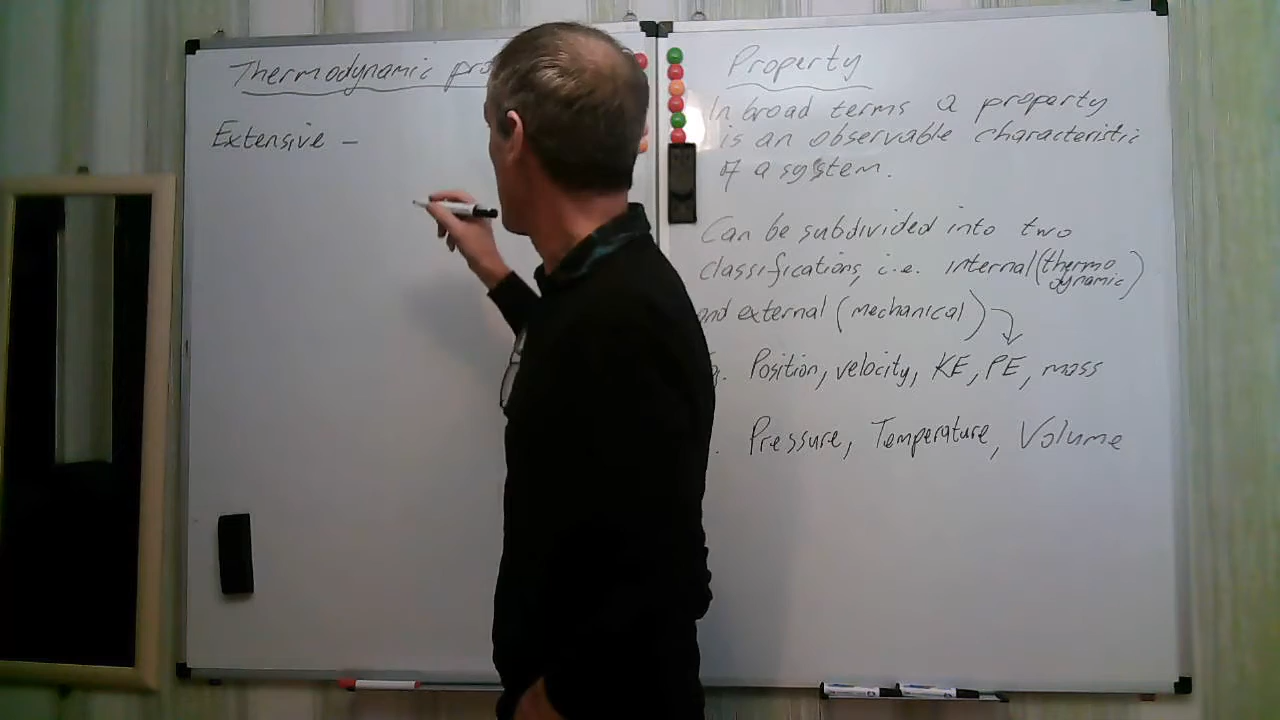 Thermodynamic pro
Extensive -
Property
In broad terms a property
is an observable characteristic
of a system.
Can be subdivided into two
classifications, i.e. internal (thermo
dynamic)
and external (mechanical)
Position, velocity, KE, PE, mass
Pressure, Temperature, Volume